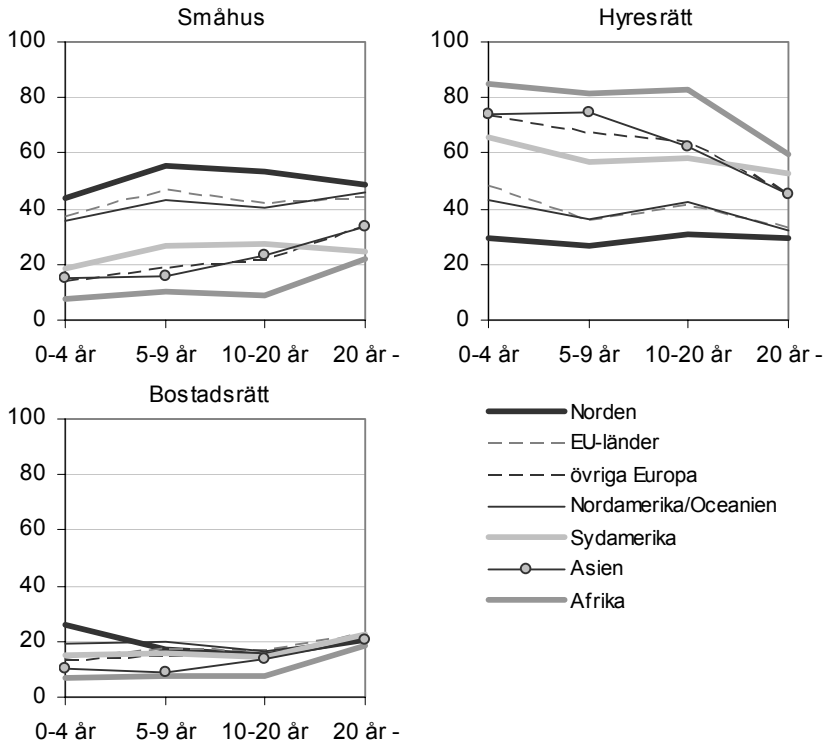 Småhus
100
80
60
40
20
0
0-4 år 5-9 år 10-20 år 20 år -
Hyresrätt
100
80
60
40
20
0
0-4 år 5-9 år 10-20 år 20 år -
Bostadsrätt
100
80
60
40
20
0
0-4 år 5-9 år 10-20 år 20 år -
Norden
EU-länder
övriga Europa
Nordamerika/Oceanien
Sydamerika
Asien
Afrika